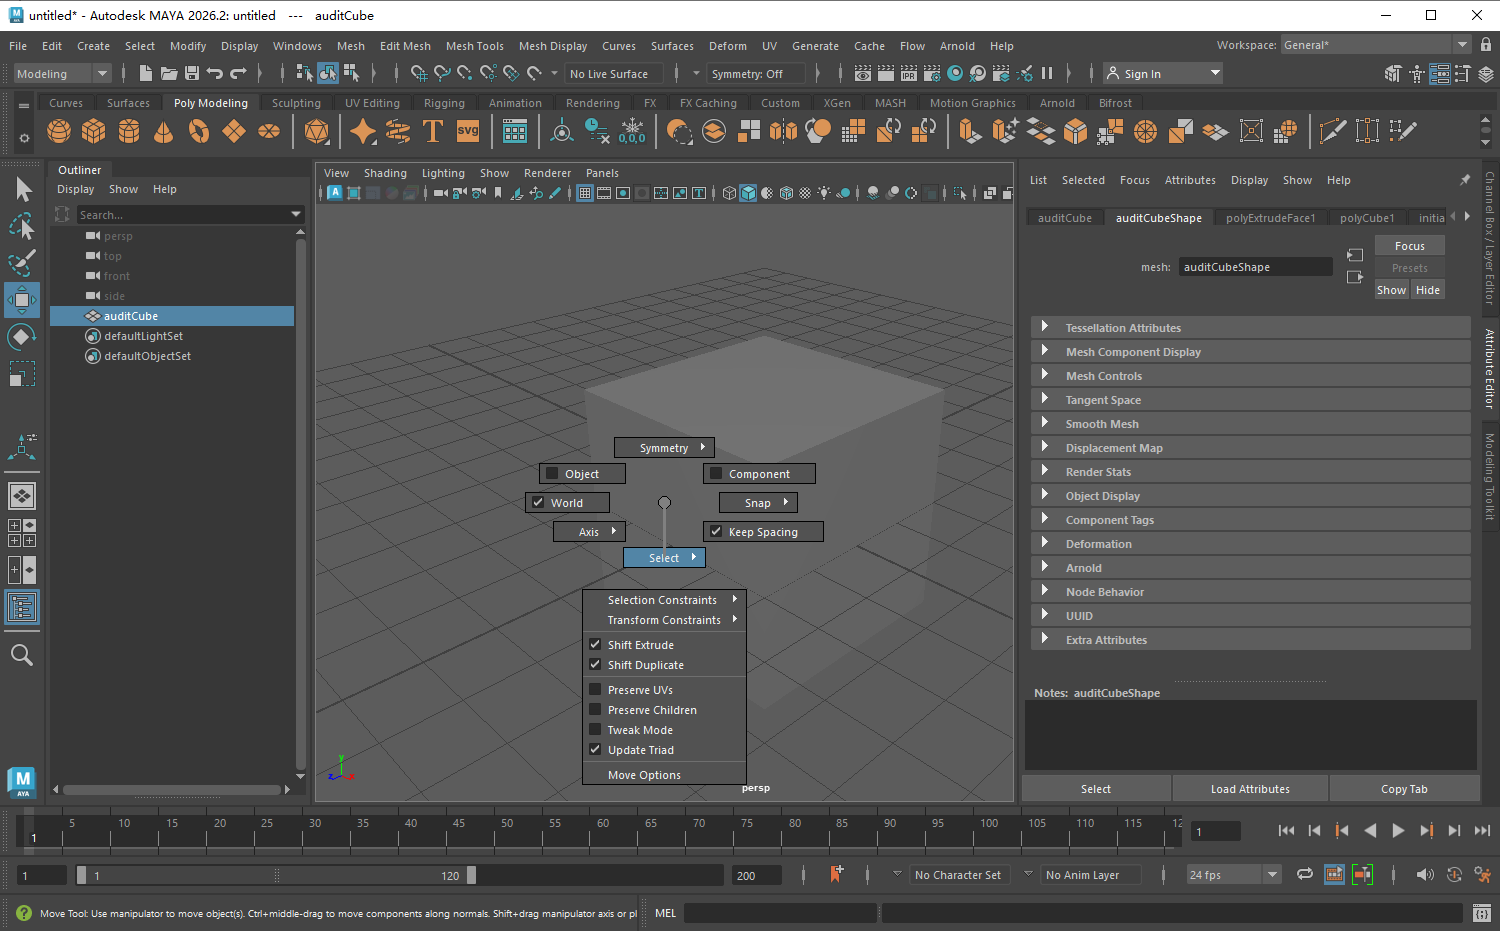 untitled* - Autodesk MAYA 2026.2: untitled --- auditCube
File Edit Create Select Modify Display Windows Mesh Edit Mesh Mesh Tools Mesh Display Curves Surfaces Deform UV Generate Cache Flow Arnold Help Workspace: General*
Modeling No Live Surface Symmetry: Off IPR Sign In
Curves Surfaces Poly Modeling Sculpting UV Editing Rigging Animation Rendering FX FX Caching Custom XGen MASH Motion Graphics Arnold Bifrost
T SVG 0,0,0
Outliner
Display Show Help
Search...
persp
top
front
side
auditCube
defaultLightSet
defaultObjectSet
View Shading Lighting Show Renderer Panels
Symmetry
Object Component
World Snap
Axis Keep Spacing
Select
Selection Constraints
Transform Constraints
Shift Extrude
Shift Duplicate
Preserve UVs
Preserve Children
Tweak Mode
Update Triad
Move Options
y
z x
persp
List Selected Focus Attributes Display Show Help
auditCube auditCubeShape polyExtrudeFace1 polyCube1 initia
mesh: auditCubeShape
Focus
Presets
Show Hide
Tessellation Attributes
Mesh Component Display
Mesh Controls
Tangent Space
Smooth Mesh
Displacement Map
Render Stats
Object Display
Component Tags
Deformation
Arnold
Node Behavior
UUID
Extra Attributes
Notes: auditCubeShape
Select Load Attributes Copy Tab
Channel Box / Layer Editor
Attribute Editor
Modeling Toolkit
M
AYA
1 5 10 15 20 25 30 35 40 45 50 55 60 65 70 75 80 85 90 95 100 105 110 115 12 1
1 1 120 200 No Character Set No Anim Layer 24 fps
Move Tool: Use manipulator to move object(s). Ctrl+middle-drag to move components along normals. Shift+drag manipulator axis or pl MEL